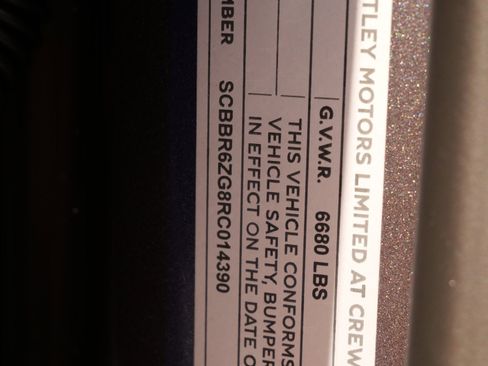 TLEY MOTORS LIMITED AT CREW
G.V.W.R. 6680 LBS
THIS VEHICLE CONFORMS
VEHICLE SAFETY, BUMPER
IN EFFECT ON THE DATE O
MBER SCBBR6ZG8RC014390